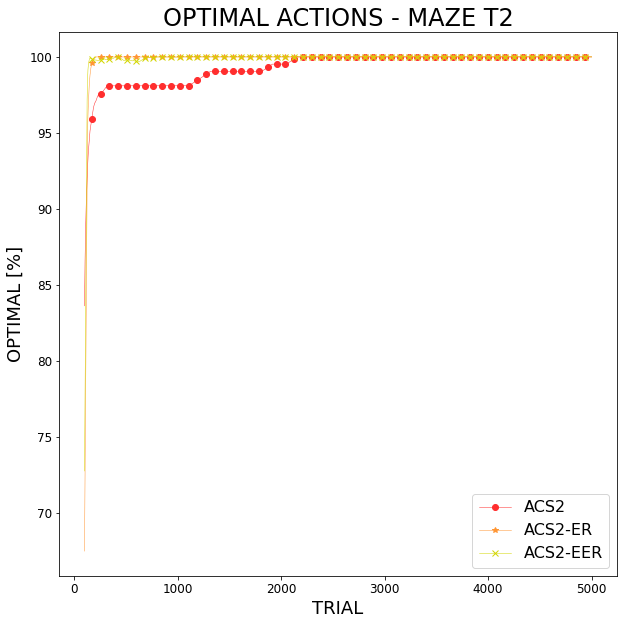 OPTIMAL ACTIONS - MAZE T2
100
95
90
85
80
75
70
OPTIMAL [%]
0 1000 2000 3000 4000 5000
TRIAL
ACS2
ACS2-ER
ACS2-EER